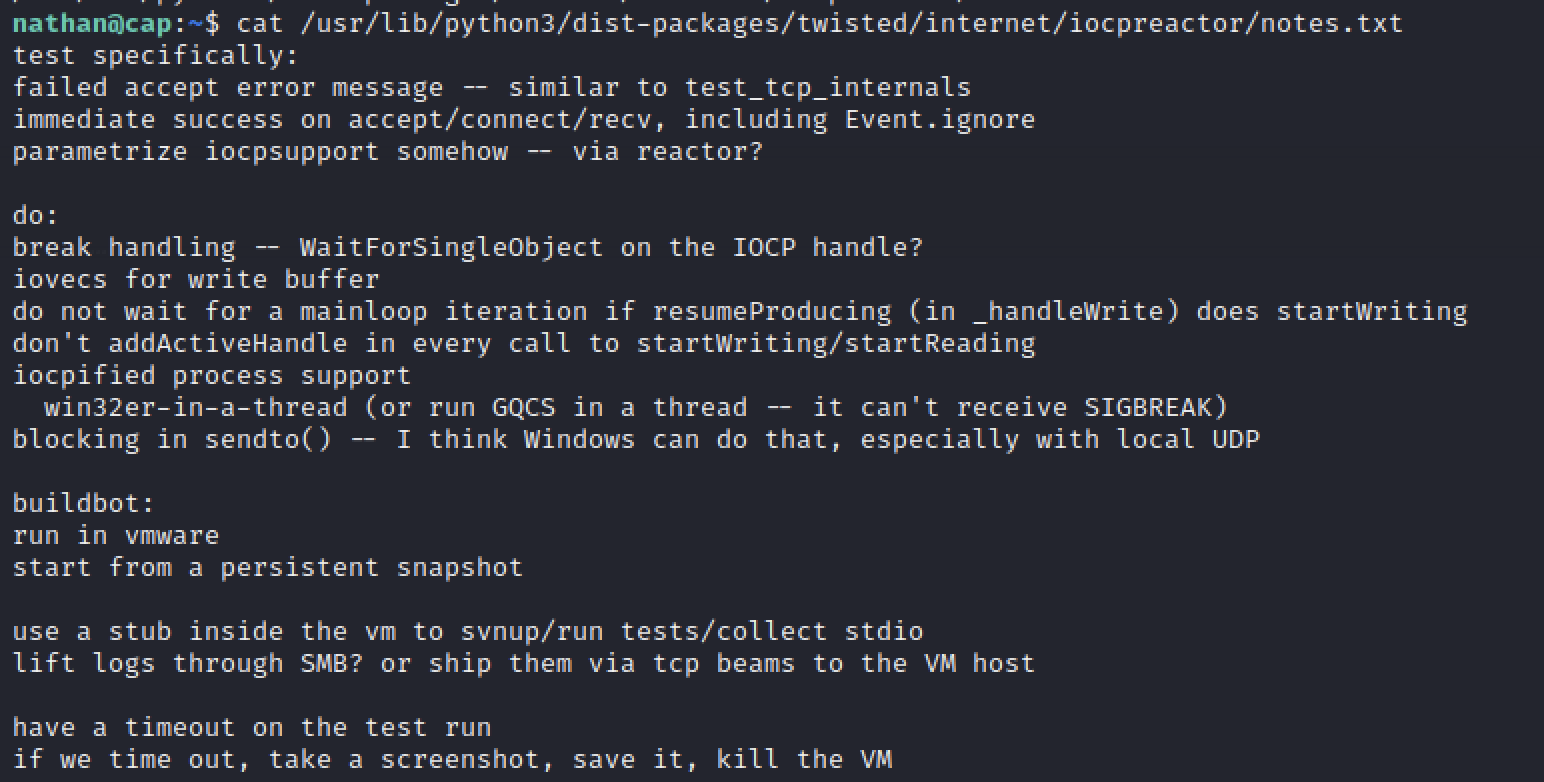 nathan@cap:~$ cat /usr/lib/python3/dist-packages/twisted/internet/iocpreactor/notes.txt
test specifically:
failed accept error message -- similar to test_tcp_internals
immediate success on accept/connect/recv, including Event.ignore
parametrize iocpsupport somehow -- via reactor?

do:
break handling -- WaitForSingleObject on the IOCP handle?
iovecs for write buffer
do not wait for a mainloop iteration if resumeProducing (in _handleWrite) does startWriting
don't addActiveHandle in every call to startWriting/startReading
iocpified process support
  win32er-in-a-thread (or run GQCS in a thread -- it can't receive SIGBREAK)
blocking in sendto() -- I think Windows can do that, especially with local UDP

buildbot:
run in vmware
start from a persistent snapshot

use a stub inside the vm to svnup/run tests/collect stdio
lift logs through SMB? or ship them via tcp beams to the VM host

have a timeout on the test run
if we time out, take a screenshot, save it, kill the VM